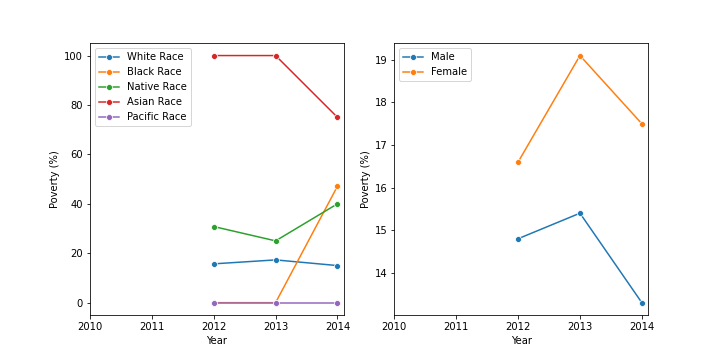 White Race
Black Race
Native Race
Asian Race
Pacific Race
100
80
60
40
20
0
Poverty (%)
2010 2011 2012 2013 2014
Year
Male
Female
19
18
17
16
15
14
Poverty (%)
2010 2011 2012 2013 2014
Year